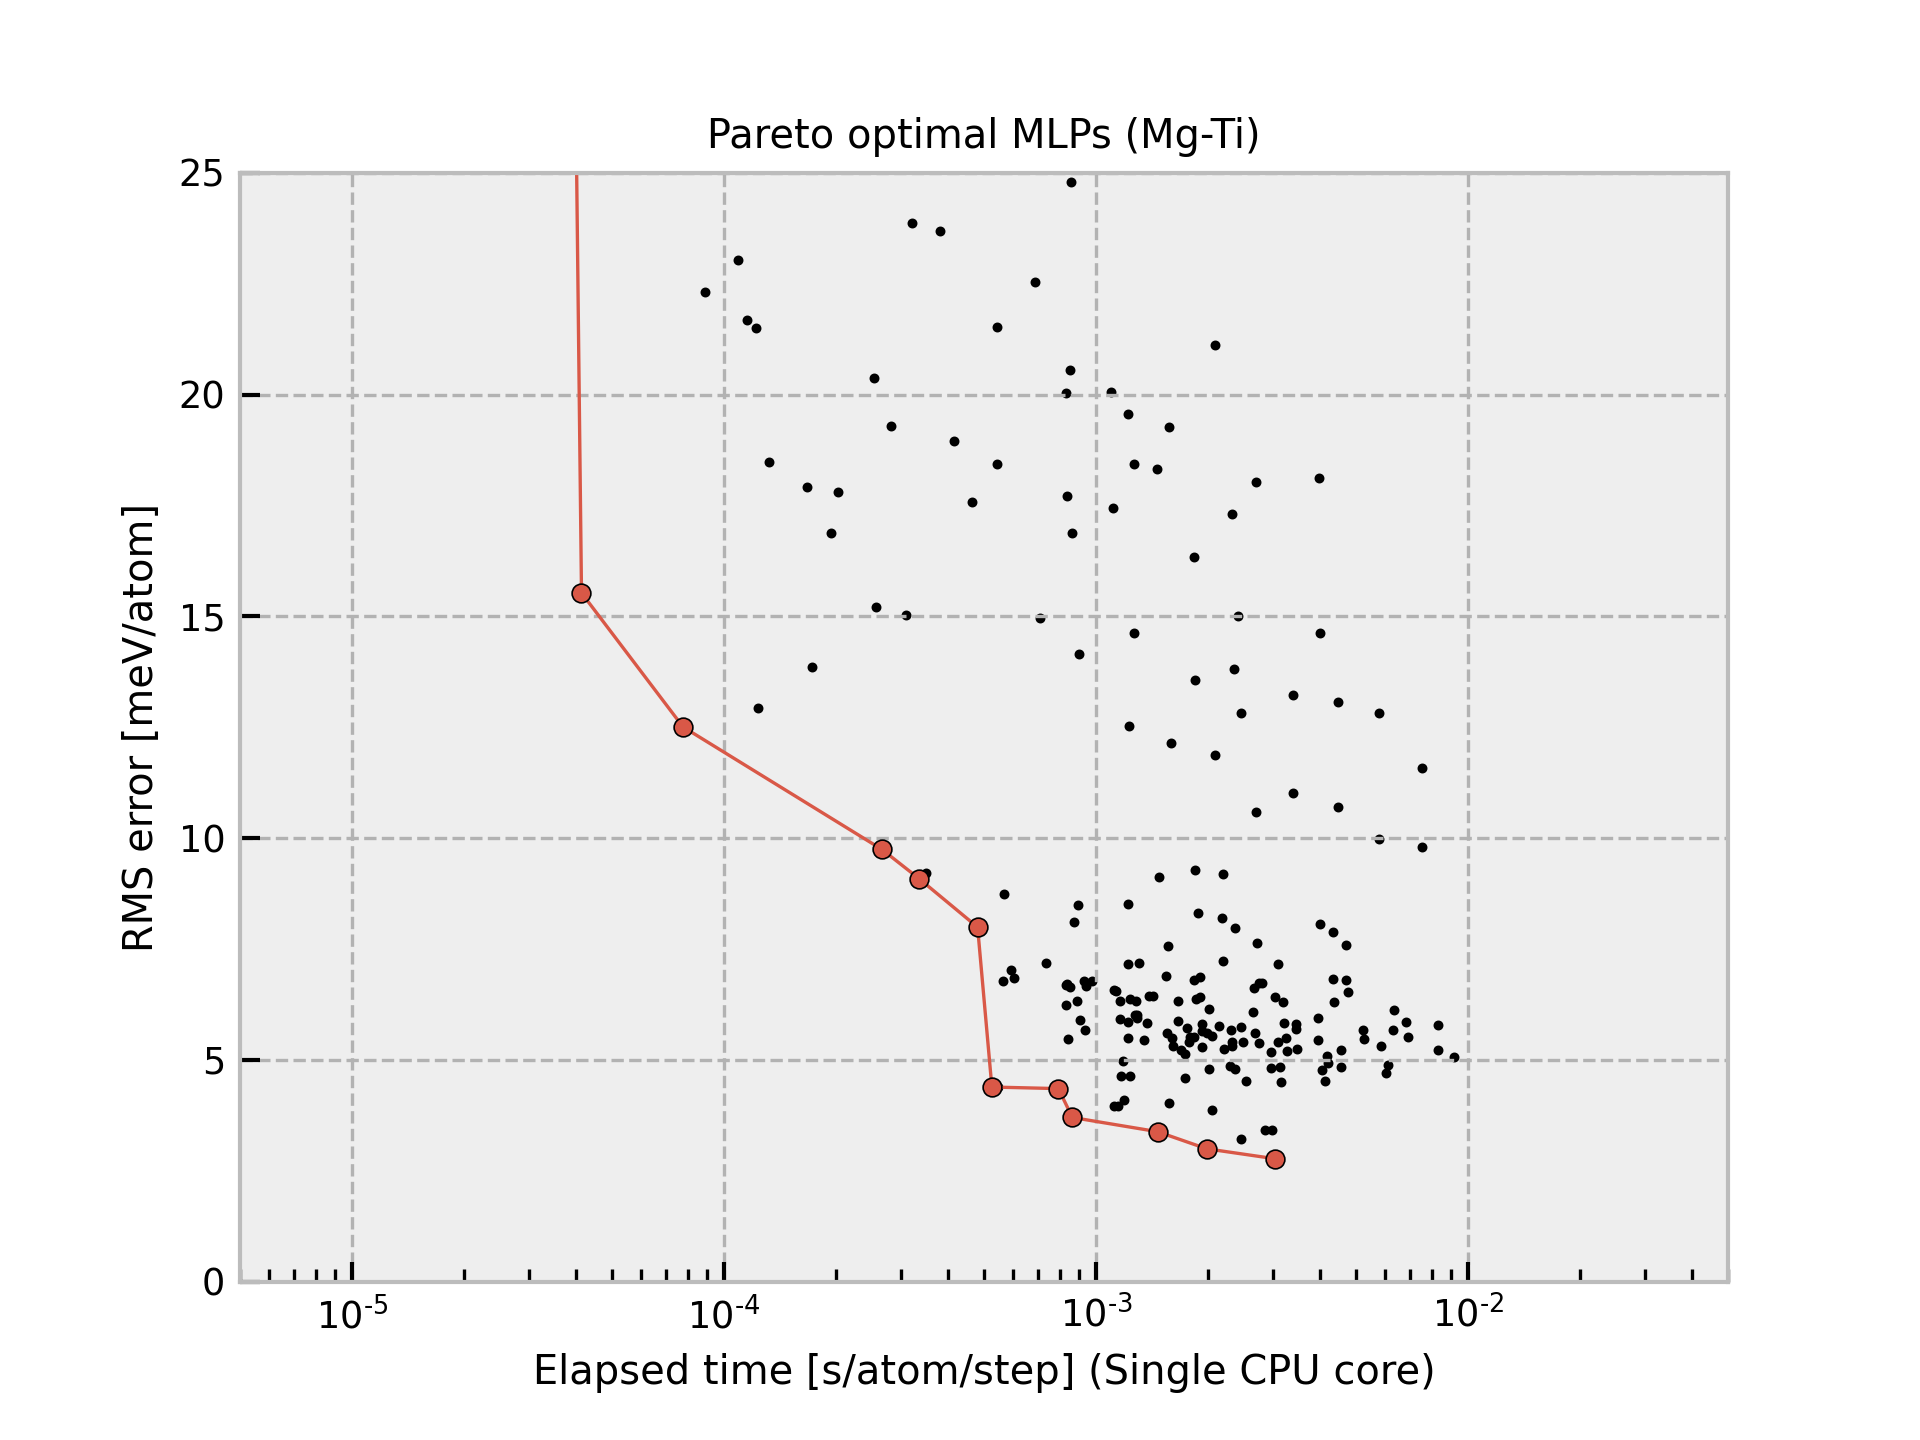 Pareto optimal MLPs (Mg-Ti)
25
20
15
10
5
0
RMS error [meV/atom]
10-5 10-4 10-3 10-2
Elapsed time [s/atom/step] (Single CPU core)